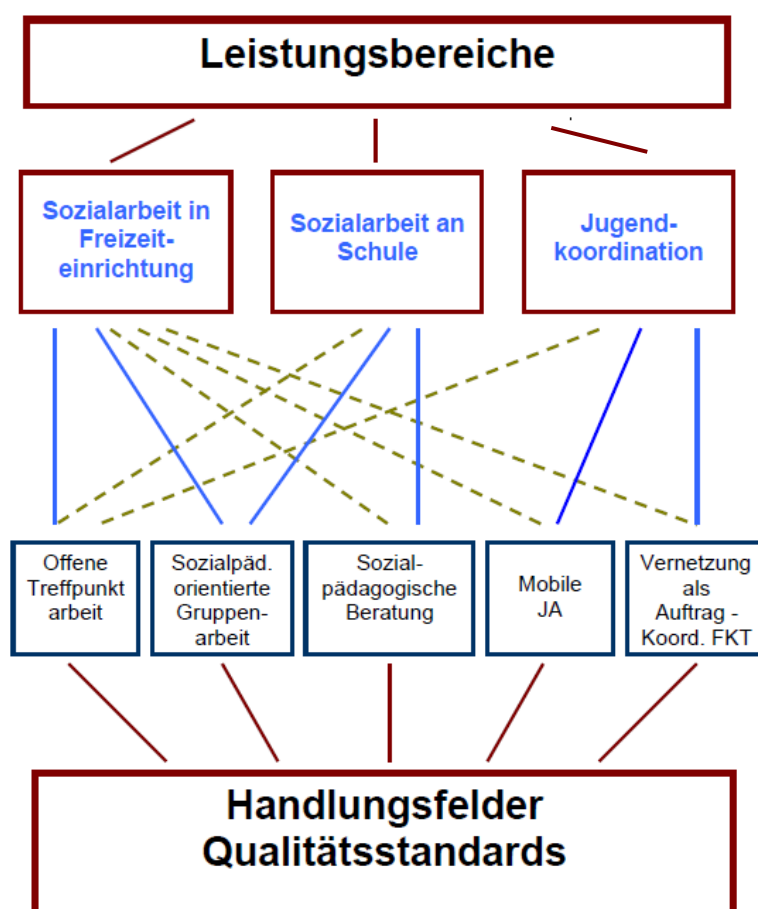 Leistungsbereiche
Sozialarbeit in
Freizeit-
einrichtung
Sozialarbeit an
Schule
Jugend-
koordination
Offene
Treffpunkt
arbeit
Sozialpäd.
orientierte
Gruppen-
arbeit
Sozial-
pädagogische
Beratung
Mobile
JA
Vernetzung
als
Auftrag -
Koord. FKT
Handlungsfelder
Qualitätsstandards